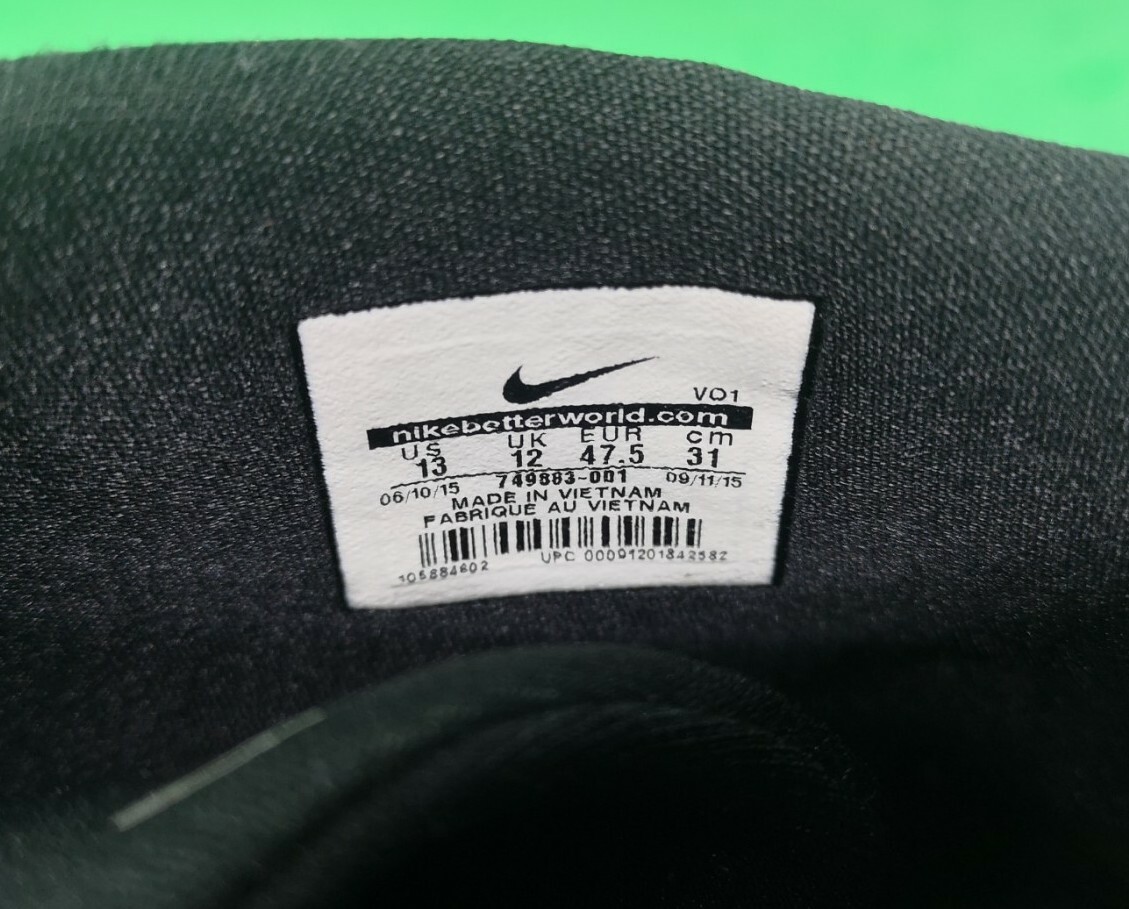 VO1
nikebetterworld.com
US UK EUR cm
13 12 47.5 31
06/10/15 749883-001 09/11/15
MADE IN VIETNAM
FABRIQUE AU VIETNAM
105884602 UPC 00091201842582